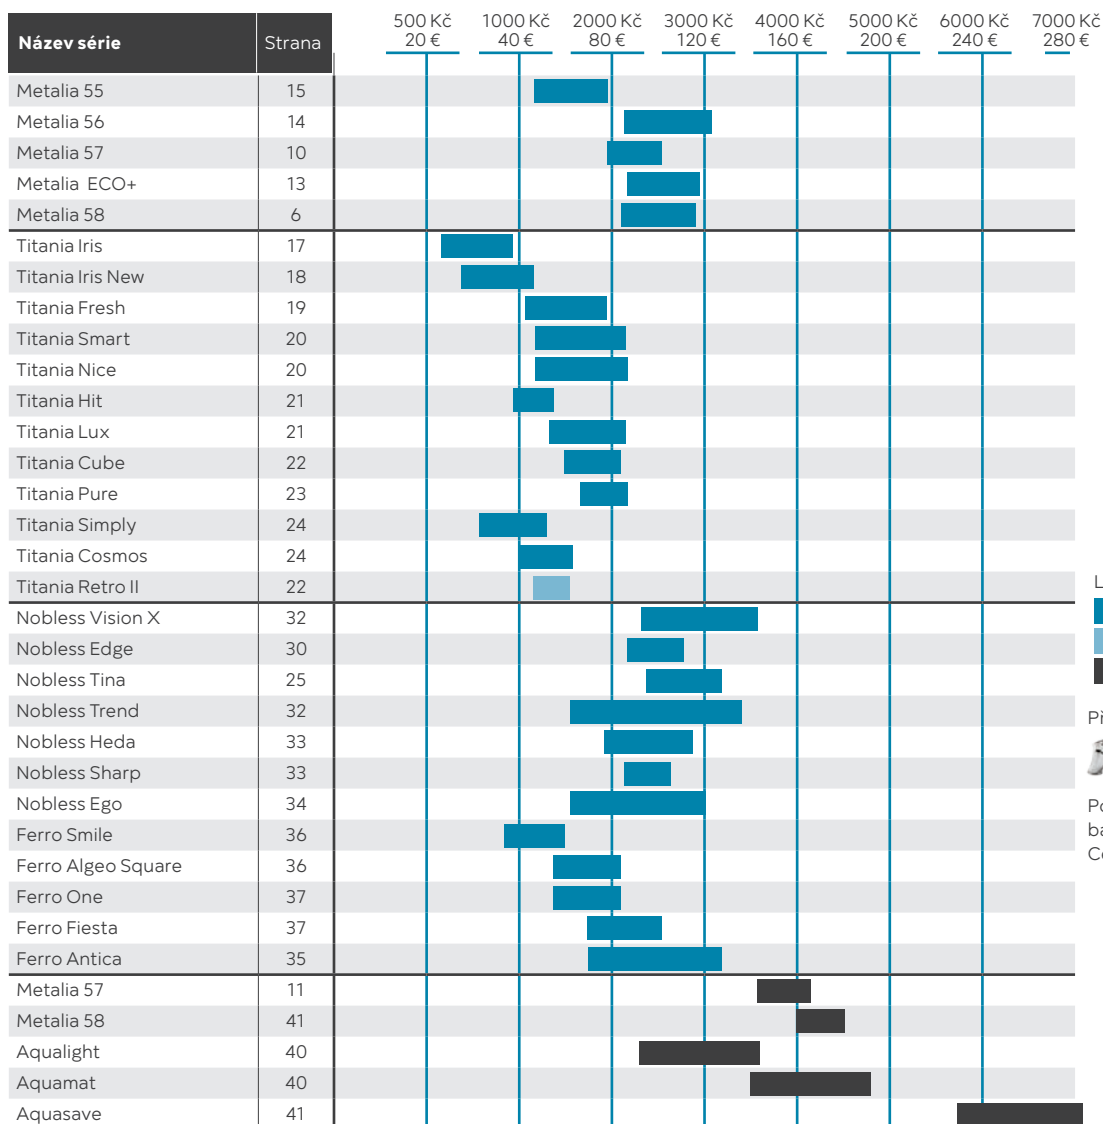 Název série Strana 500 Kč 1000 Kč 2000 Kč 3000 Kč 4000 Kč 5000 Kč 6000 Kč 7000 Kč
20 € 40 € 80 € 120 € 160 € 200 € 240 € 280 €
Metalia 55 15
Metalia 56 14
Metalia 57 10
Metalia ECO+ 13
Metalia 58 6
Titania Iris 17
Titania Iris New 18
Titania Fresh 19
Titania Smart 20
Titania Nice 20
Titania Hit 21
Titania Lux 21
Titania Cube 22
Titania Pure 23
Titania Simply 24
Titania Cosmos 24
Titania Retro II 22
Nobless Vision X 32
Nobless Edge 30
Nobless Tina 25
Nobless Trend 32
Nobless Heda 33
Nobless Sharp 33
Nobless Ego 34
Ferro Smile 36
Ferro Algeo Square 36
Ferro One 37
Ferro Fiesta 37
Ferro Antica 35
Metalia 57 11
Metalia 58 41
Aqualight 40
Aquamat 40
Aquasave 41